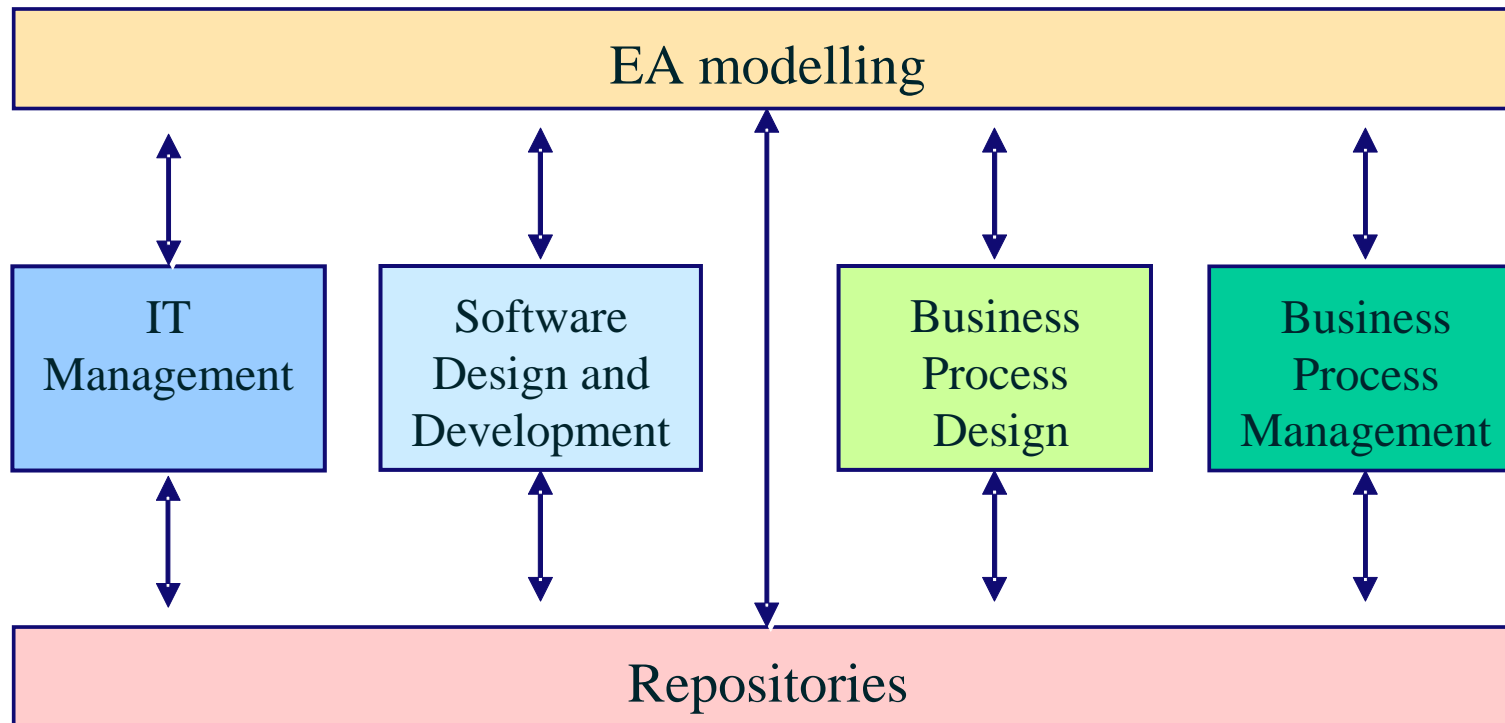 EA modelling
IT
Management
Software
Design and
Development
Business
Process
Design
Business
Process
Management
Repositories